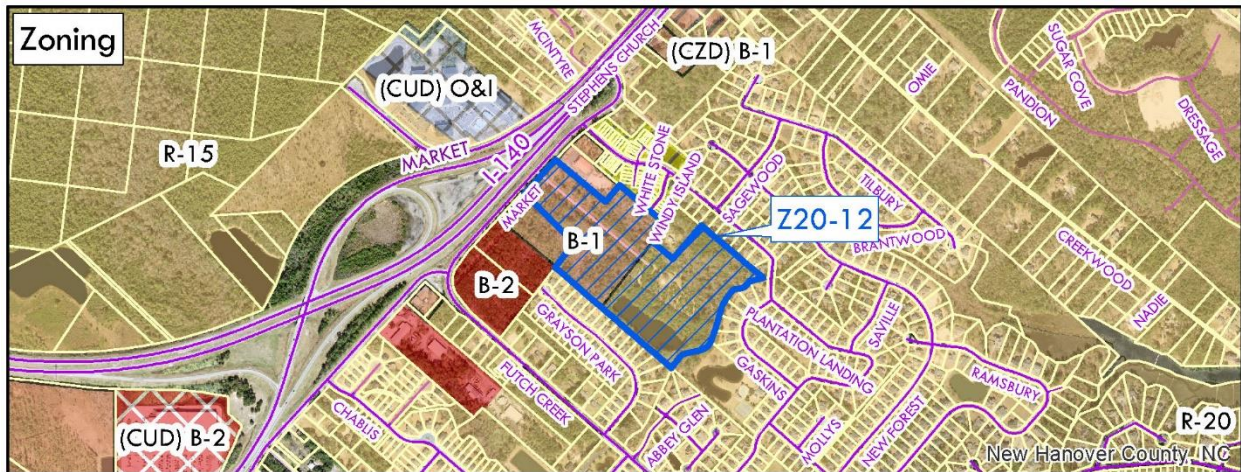 Zoning
MCINTYRE
STEPHENS CHURCH
(CZD) B-1
OMIE
SUGAR COVE
PANDION
DRESSAGE
(CUD) O&I
R-15
MARKET
I-140
MARKET
WHITE STONE
WINDY ISLAND
SAGEWOOD
TILBURY
Z20-12
BRANTWOOD
CREEKWOOD
NADIE
B-1
B-2
GRAYSON PARK
PLANTATION LANDING
SAVILLE
GASKINS
RAMSBURY
FUTCH CREEK
CHABLIS
ABBEY GLEN
MOLLYS
NEW FOREST
(CUD) B-2
R-20
New Hanover County, NC